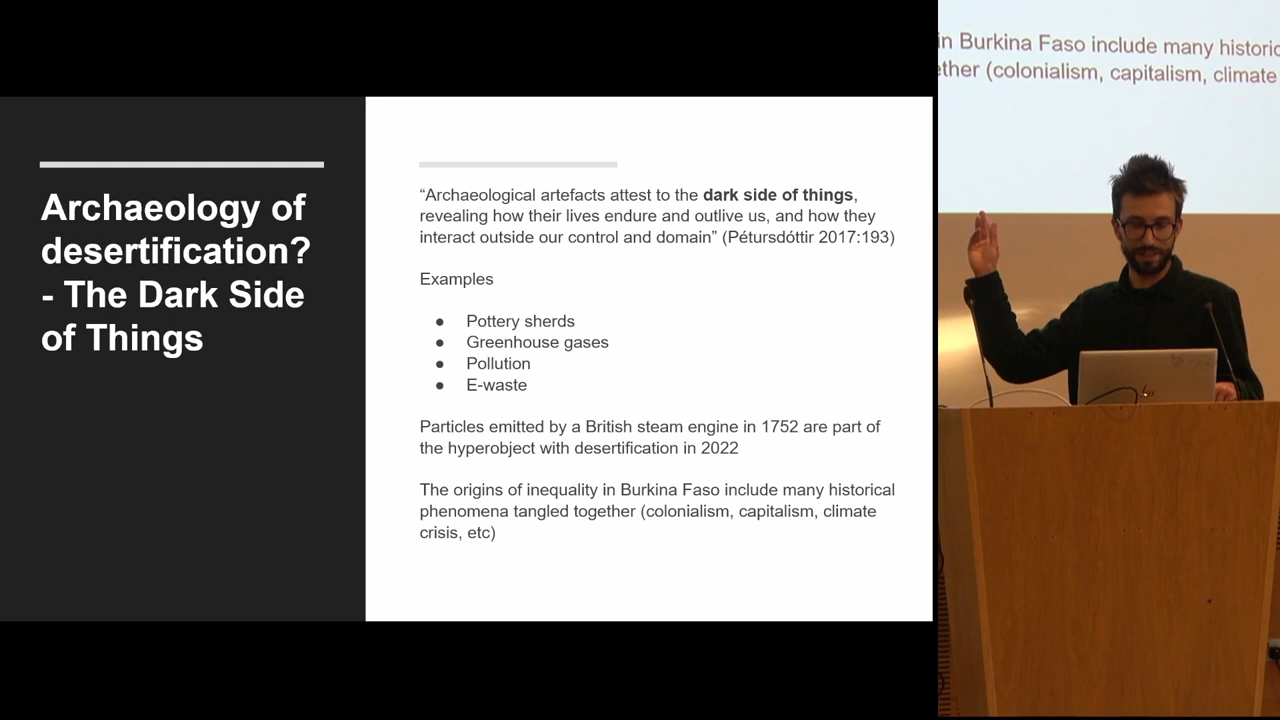 Archaeology of
desertification?
- The Dark Side
of Things
“Archaeological artefacts attest to the dark side of things,
revealing how their lives endure and outlive us, and how they
interact outside our control and domain” (Pétursdóttir 2017:193)
Examples
● Pottery sherds
● Greenhouse gases
● Pollution
● E-waste
Particles emitted by a British steam engine in 1752 are part of
the hyperobject with desertification in 2022
The origins of inequality in Burkina Faso include many historical
phenomena tangled together (colonialism, capitalism, climate
crisis, etc)
in Burkina Faso include many historic
ether (colonialism, capitalism, climate
hp